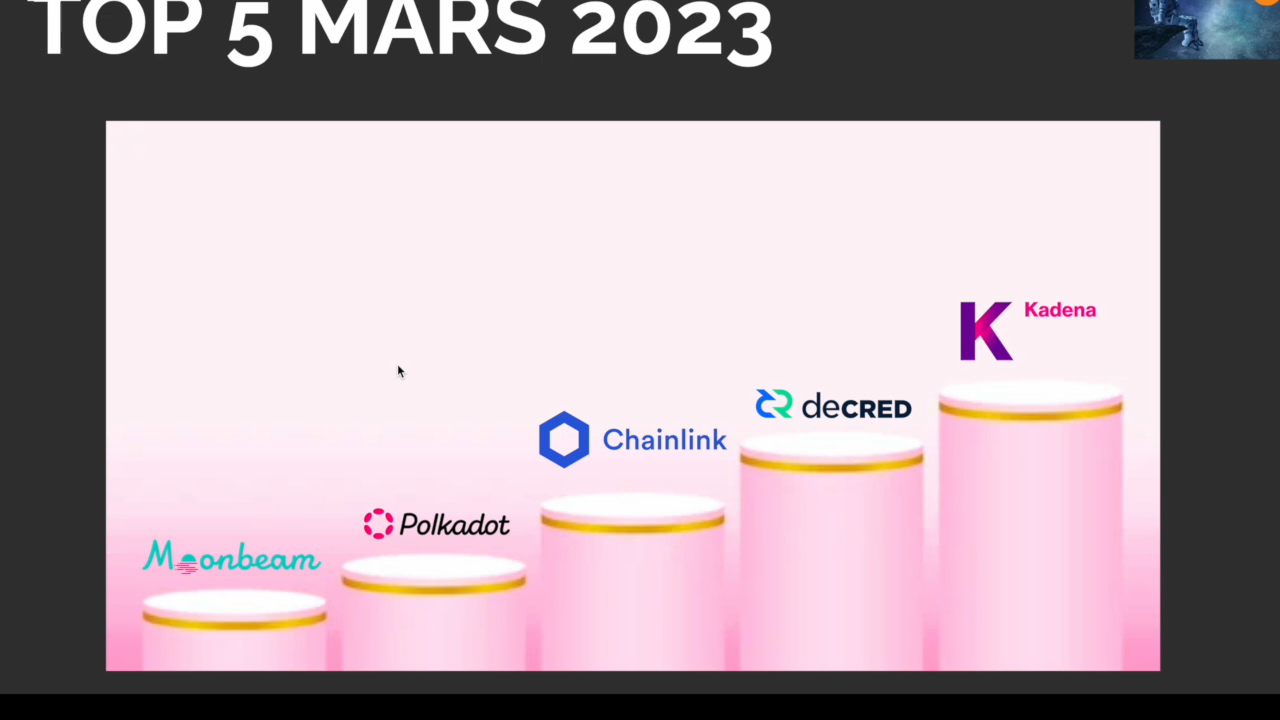 TOP 5 MARS 2023
Kadena
deCRED
Chainlink
Polkadot
Moonbeam